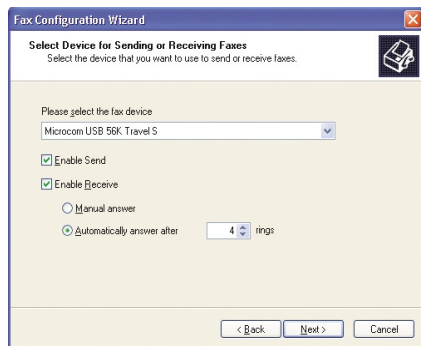 Fax Configuration Wizard
Select Device for Sending or Receiving Faxes
Select the device that you want to use to send or receive faxes.
Please select the fax device
Microcom USB 56K Travel S
Enable Send
Enable Receive
Manual answer
Automatically answer after 4 rings
< Back Next > Cancel